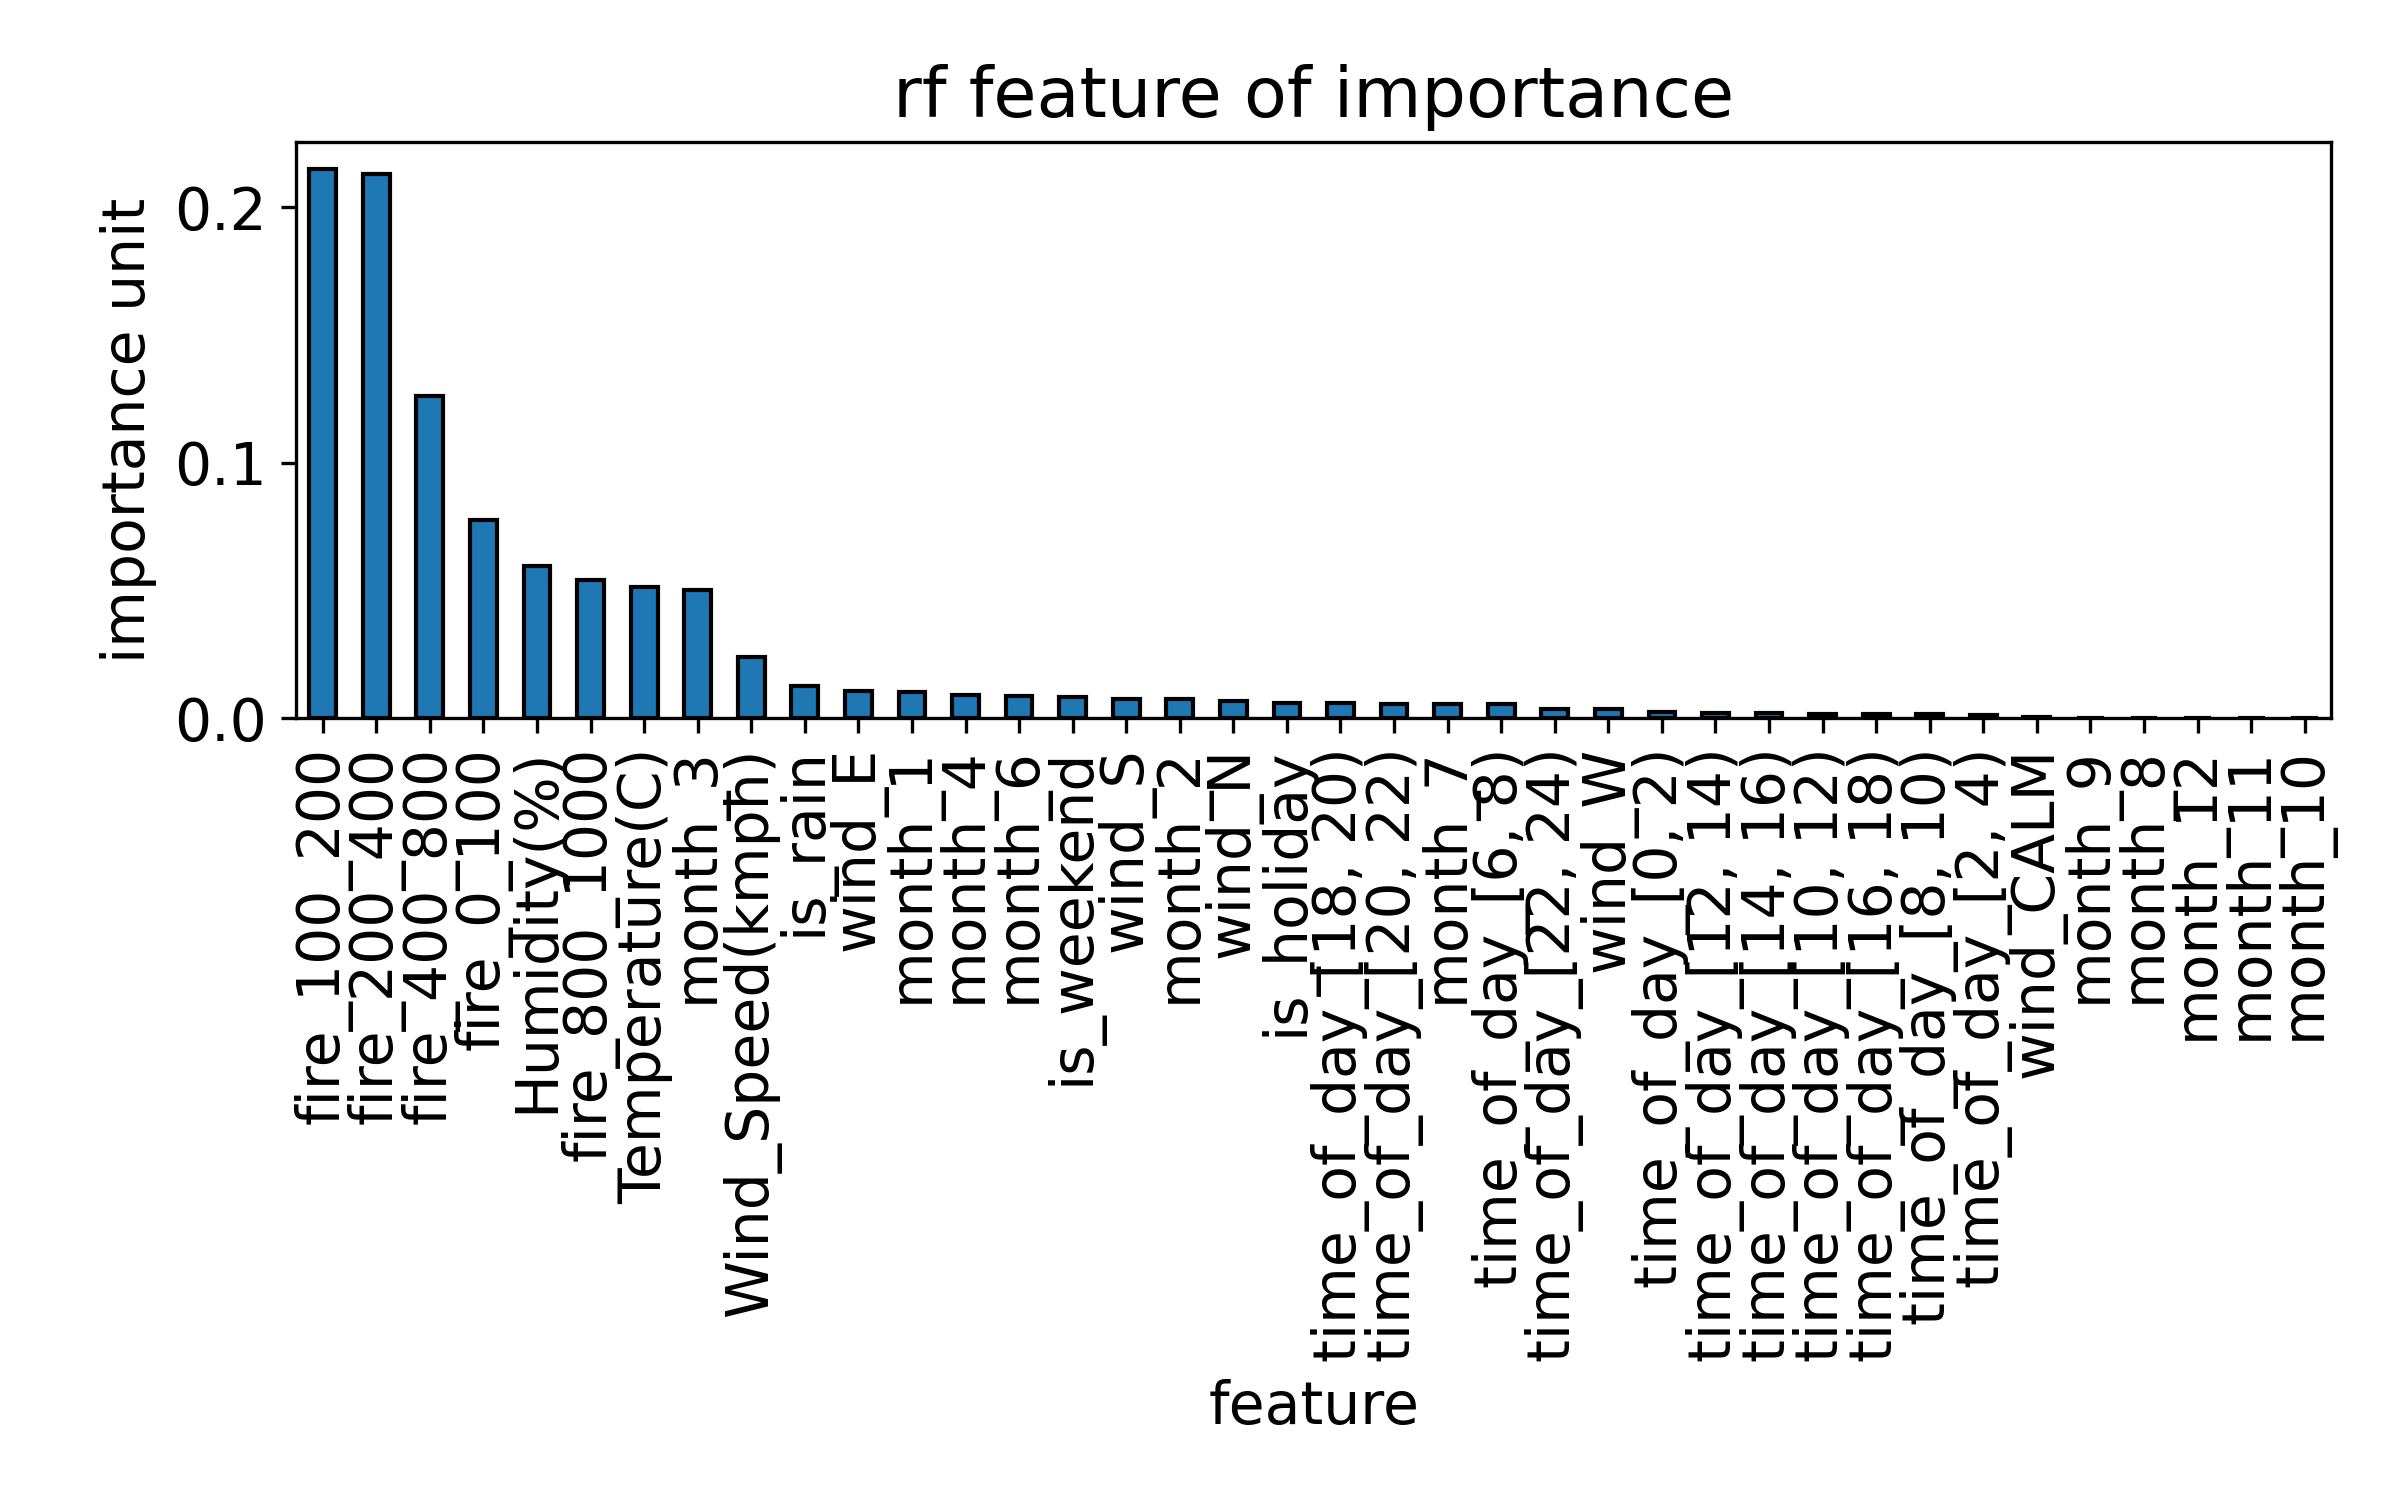 rf feature of importance
importance unit
0.2
0.1
0.0
fire_100_200
fire_200_400
fire_400_800
fire_0_100
Humidity(%)
fire_800_1000
Temperature(C)
month_3
Wind_Speed(kmph)
is_rain
wind_E
month_1
month_4
month_6
is_weekend
wind_S
month_2
wind_N
is_holiday
time_of_day_[18, 20)
time_of_day_[20, 22)
month_7
time_of_day_[6, 8)
time_of_day_[22, 24)
wind_W
time_of_day_[0, 2)
time_of_day_[12, 14)
time_of_day_[14, 16)
time_of_day_[10, 12)
time_of_day_[16, 18)
time_of_day_[8, 10)
time_of_day_[2, 4)
wind_CALM
month_9
month_8
month_12
month_11
month_10
feature